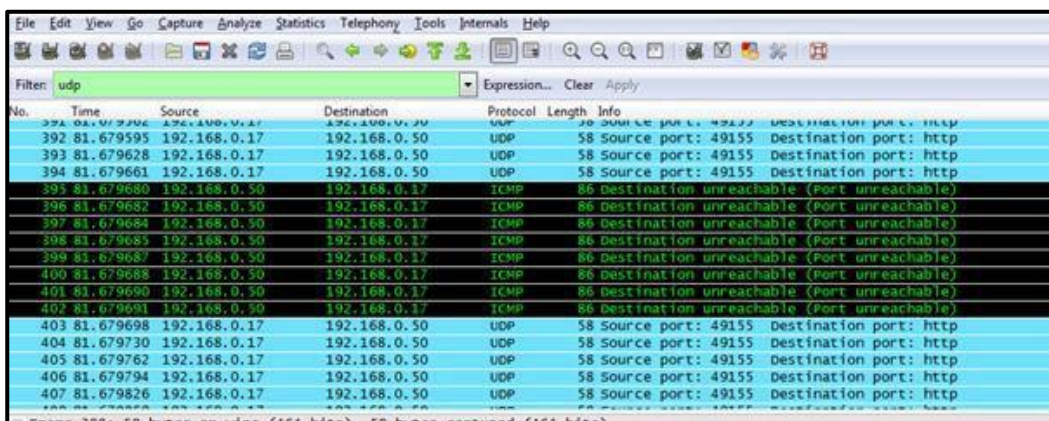 File Edit View Go Capture Analyze Statistics Telephony Tools Internals Help
Filter: udp Expression... Clear Apply
No. Time Source Destination Protocol Length Info
392 81.679595 192.168.0.17 192.168.0.50 UDP 58 Source port: 49155 Destination port: http
393 81.679628 192.168.0.17 192.168.0.50 UDP 58 Source port: 49155 Destination port: http
394 81.679661 192.168.0.17 192.168.0.50 UDP 58 Source port: 49155 Destination port: http
395 81.679680 192.168.0.50 192.168.0.17 ICMP 86 Destination unreachable (Port unreachable)
396 81.679682 192.168.0.50 192.168.0.17 ICMP 86 Destination unreachable (Port unreachable)
397 81.679684 192.168.0.50 192.168.0.17 ICMP 86 Destination unreachable (Port unreachable)
398 81.679685 192.168.0.50 192.168.0.17 ICMP 86 Destination unreachable (Port unreachable)
399 81.679687 192.168.0.50 192.168.0.17 ICMP 86 Destination unreachable (Port unreachable)
400 81.679688 192.168.0.50 192.168.0.17 ICMP 86 Destination unreachable (Port unreachable)
401 81.679690 192.168.0.50 192.168.0.17 ICMP 86 Destination unreachable (Port unreachable)
402 81.679691 192.168.0.50 192.168.0.17 ICMP 86 Destination unreachable (Port unreachable)
403 81.679698 192.168.0.17 192.168.0.50 UDP 58 Source port: 49155 Destination port: http
404 81.679730 192.168.0.17 192.168.0.50 UDP 58 Source port: 49155 Destination port: http
405 81.679762 192.168.0.17 192.168.0.50 UDP 58 Source port: 49155 Destination port: http
406 81.679794 192.168.0.17 192.168.0.50 UDP 58 Source port: 49155 Destination port: http
407 81.679826 192.168.0.17 192.168.0.50 UDP 58 Source port: 49155 Destination port: http